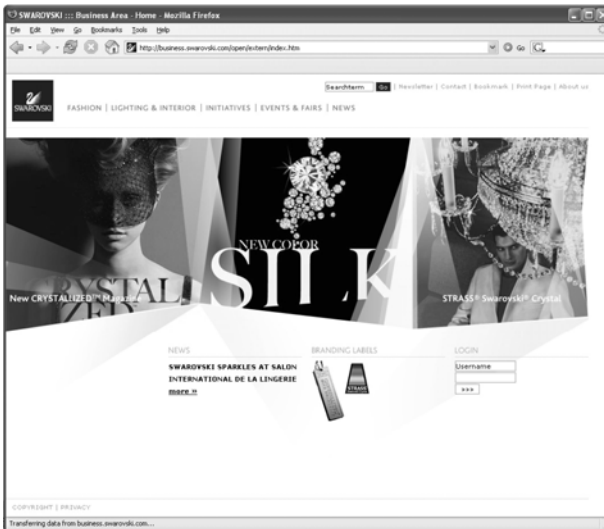 SWAROVSKI ::: Business Area - Home - Mozilla Firefox
File Edit View Go Bookmarks Tools Help
http://business.swarovski.com/open/extern/index.htm
Go
G
Searchterm Go | Newsletter | Contact | Bookmark | Print Page | About us
SWAROVSKI
FASHION | LIGHTING & INTERIOR | INITIATIVES | EVENTS & FAIRS | NEWS
NEW COLOR
SILK
CRYSTALL
IZED™
New CRYSTALLIZED™ Magazine
STRASS® Swarovski® Crystal
NEWS
SWAROVSKI SPARKLES AT SALON
INTERNATIONAL DE LA LINGERIE
more »
BRANDING LABELS
STRASS
LOGIN
Username
>>>
COPYRIGHT | PRIVACY
Transferring data from business.swarovski.com...